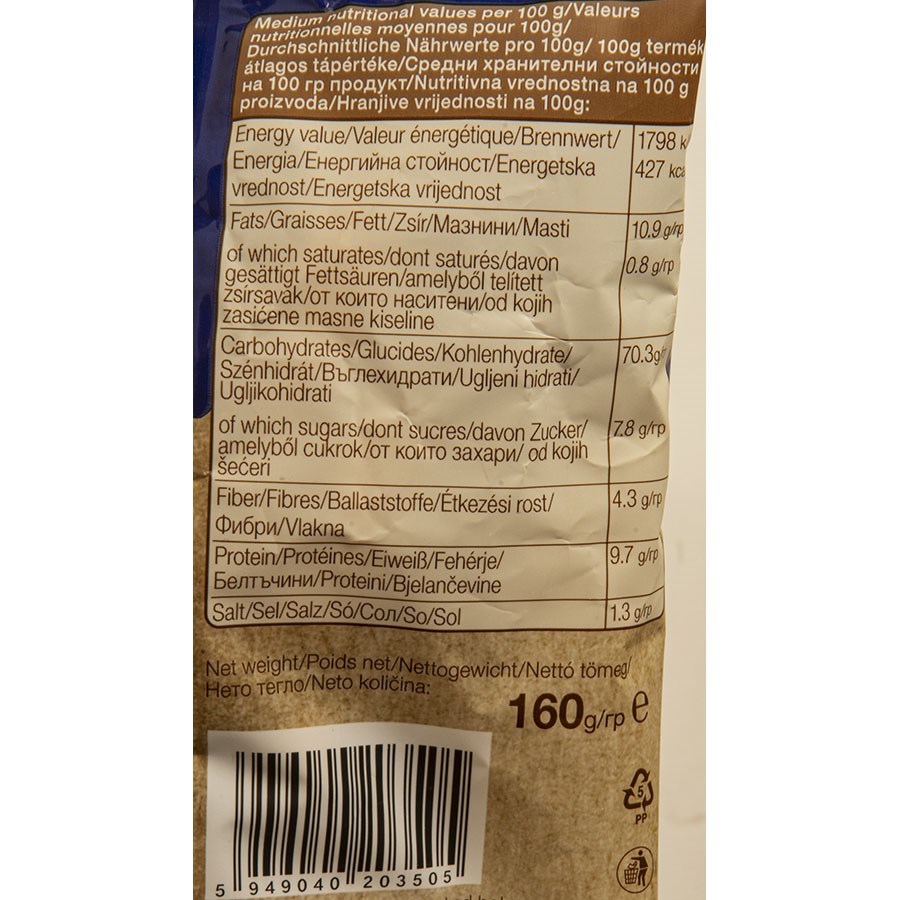 Medium nutritional values per 100 g/Valeurs
nutritionnelles moyennes pour 100g/
Durchschnittliche Nährwerte pro 100g/ 100g termék
átlagos tápértéke/Средни хранителни стойности
на 100 гр продукт/Nutritivna vrednostna na 100 g
proizvoda/Hranjive vrijednosti na 100g:
Energy value/Valeur énergétique/Brennwert/ 1798
Energia/Енергийна стойност/Energetska 427
vrednost/Energetska vrijednost
Fats/Graisses/Fett/Zsír/Мазнини/Masti 10.9 g/гр
of which saturates/dont saturés/davon 0.8 g/гр
gesättigt Fettsäuren/amelyből telített
zsírsavak/от които наситени/od kojih
zasićene masne kiseline
Carbohydrates/Glucides/Kohlenhydrate/ 70.3g/
Szénhidrát/Въглехидрати/Ugljeni hidrati/
Ugljikohidrati
of which sugars/dont sucres/davon Zucker/ 7.8 g/гр
amelyből cukrok/от които захари/ od kojih
šećeri
Fiber/Fibres/Ballaststoffe/Étkezési rost/ 4.3 g/гр
Фибри/Vlakna
Protein/Protéines/Eiweiß/Fehérje/ 9.7 g/гр
Белтъчини/Proteini/Bjelančevine
Salt/Sel/Salz/Só/Сол/So/Sol 1.3 g/гр
Net weight/Poids net/Nettogewicht/Nettó tömeg/
Нето тегло/Neto količina:
160g/гр e
5
PP
5 949040 203505